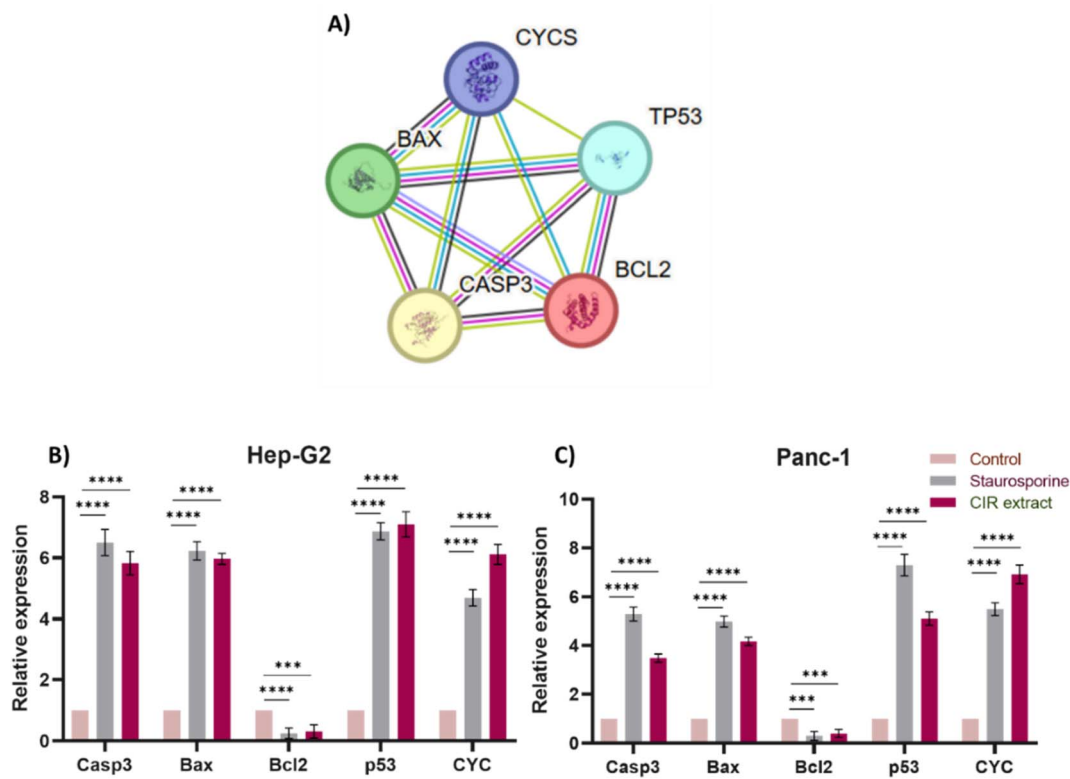 A)
CYCS
TP53
BAX
BCL2
CASP3
B)
Hep-G2
Relative expression
8
6
4
2
0
**** **** **** **** *** **** **** **** **** ****
Casp3 Bax Bcl2 p53 CYC
C)
Panc-1
Control
Staurosporine
CIR extract
Relative expression
10
8
6
4
2
0
**** **** **** **** *** *** **** **** **** ****
Casp3 Bax Bcl2 p53 CYC